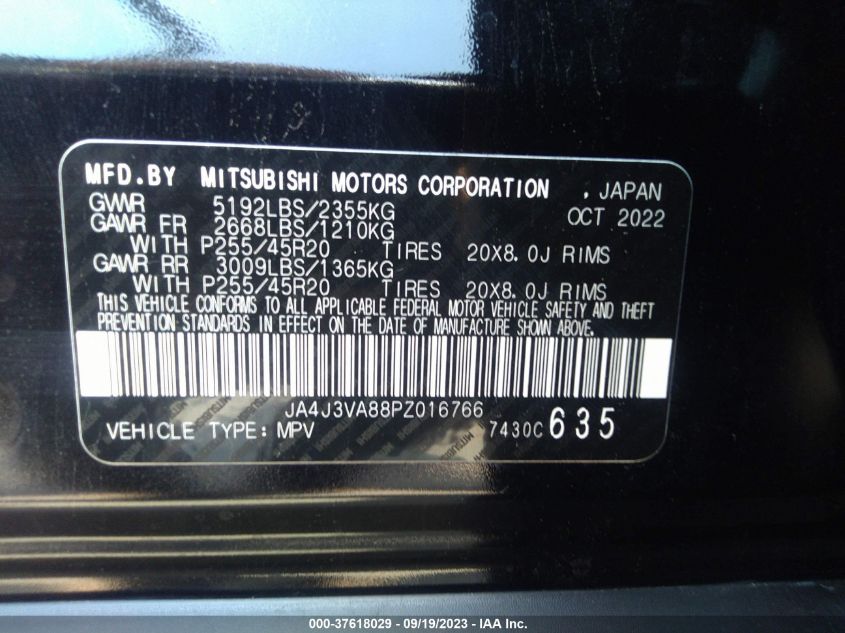 MFD.BY MITSUBISHI MOTORS CORPORATION , JAPAN
GVWR 5192LBS/2355KG OCT 2022
GAWR FR 2668LBS/1210KG
WITH P255/45R20 TIRES 20X8.0J RIMS
GAWR RR 3009LBS/1365KG
WITH P255/45R20 TIRES 20X8.0J RIMS
THIS VEHICLE CONFORMS TO ALL APPLICABLE FEDERAL MOTOR VEHICLE SAFETY AND THEFT
PREVENTION STANDARDS IN EFFECT ON THE DATE OF MANUFACTURE SHOWN ABOVE.
JA4J3VA88PZ016766
VEHICLE TYPE: MPV 7430C 635
000-37618029 - 09/19/2023 - IAA Inc.